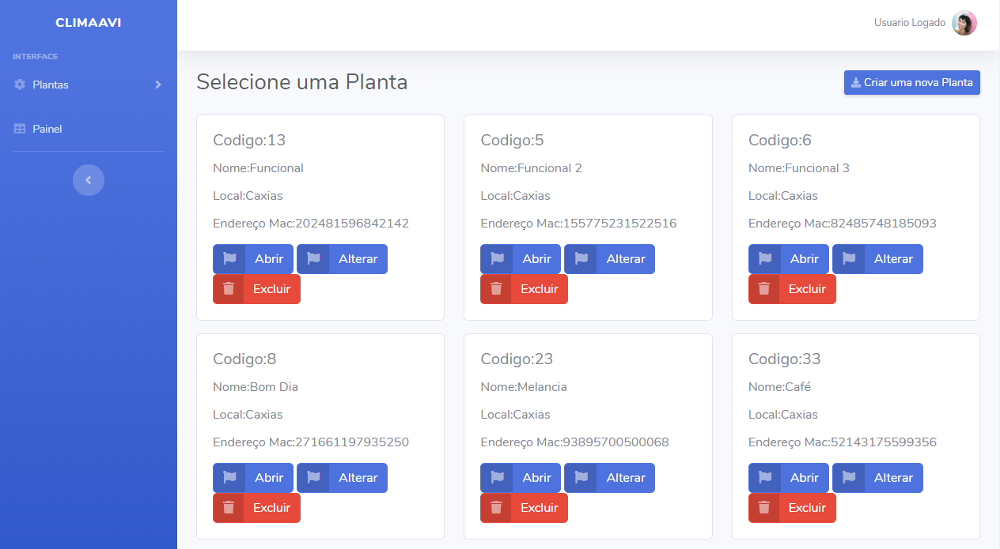 CLIMAAVI
INTERFACE
Plantas
Painel
Usuario Logado
Selecione uma Planta
Criar uma nova Planta
Codigo:13
Nome:Funcional
Local:Caxias
Endereço Mac:202481596842142
Abrir
Alterar
Excluir
Codigo:5
Nome:Funcional 2
Local:Caxias
Endereço Mac:155775231522516
Abrir
Alterar
Excluir
Codigo:6
Nome:Funcional 3
Local:Caxias
Endereço Mac:82485748185093
Abrir
Alterar
Excluir
Codigo:8
Nome:Bom Dia
Local:Caxias
Endereço Mac:271661197935250
Abrir
Alterar
Excluir
Codigo:23
Nome:Melancia
Local:Caxias
Endereço Mac:93895700500068
Abrir
Alterar
Excluir
Codigo:33
Nome:Café
Local:Caxias
Endereço Mac:52143175599356
Abrir
Alterar
Excluir